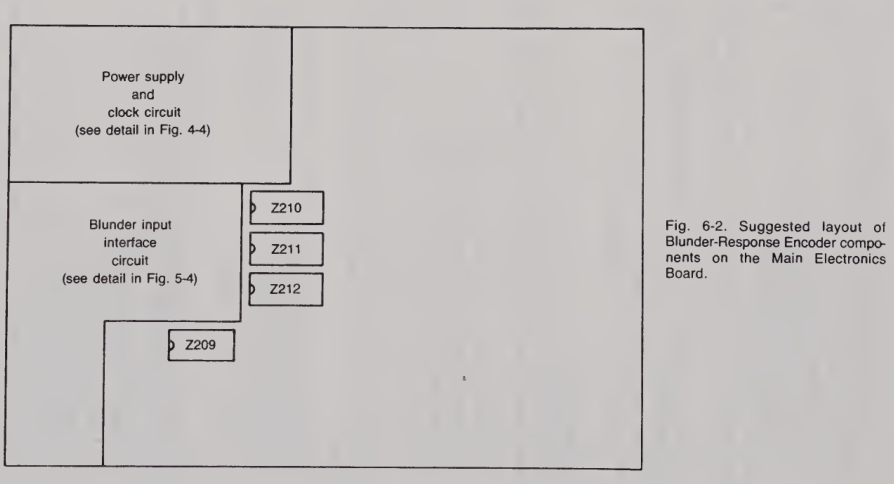 Power supply
and
clock circuit
(see detail in Fig. 4-4)
Blunder input
interface
circuit
(see detail in Fig. 5-4)
Z210
Z211
Z212
Z209
Fig. 6-2. Suggested layout of
Blunder-Response Encoder compo-
nents on the Main Electronics
Board.